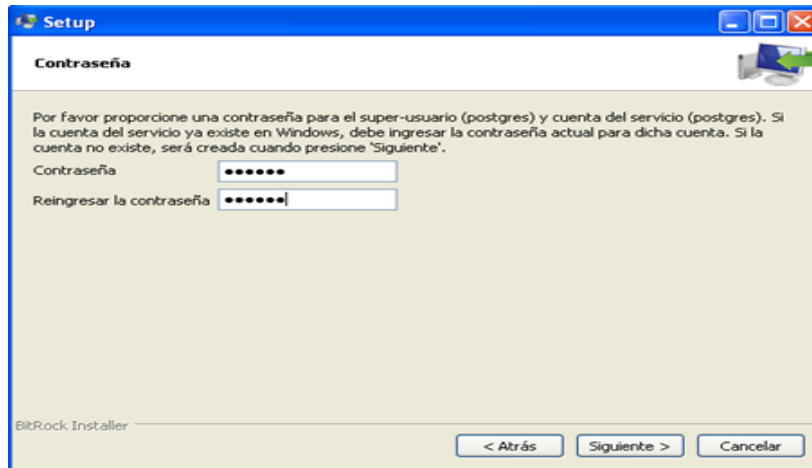 Setup
Contraseña
Por favor proporcione una contraseña para el super-usuario (postgres) y cuenta del servicio (postgres). Si
la cuenta del servicio ya existe en Windows, debe ingresar la contraseña actual para dicha cuenta. Si la
cuenta no existe, será creada cuando presione 'Siguiente'.
Contraseña ••••••
Reingresar la contraseña ••••••
BitRock Installer
< Atrás Siguiente > Cancelar